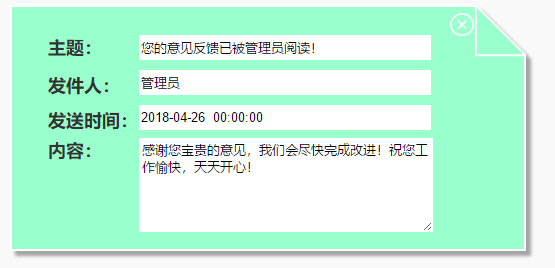 主题： 您的意见反馈已被管理员阅读！
发件人： 管理员
发送时间： 2018-04-26  00:00:00
内容： 感谢您宝贵的意见，我们会尽快完成改进！祝您工
作愉快，天天开心！